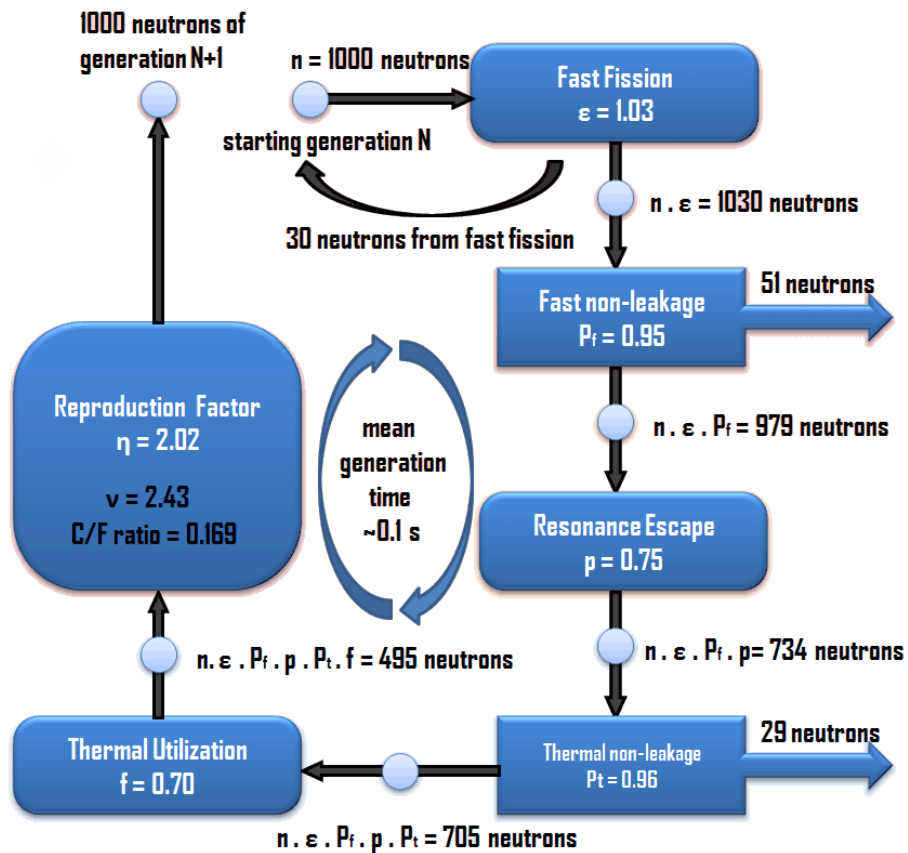 1000 neutrons of
generation N+1
n = 1000 neutrons
starting generation N
Fast Fission
ε = 1.03
30 neutrons from fast fission
n . ε = 1030 neutrons
Fast non-leakage
Pf = 0.95
51 neutrons
n . ε . Pf = 979 neutrons
Resonance Escape
p = 0.75
n . ε . Pf . p= 734 neutrons
Thermal non-leakage
Pt = 0.96
29 neutrons
n . ε . Pf . p . Pt = 705 neutrons
Thermal Utilization
f = 0.70
n . ε . Pf . p . Pt . f = 495 neutrons
Reproduction Factor
η = 2.02
ν = 2.43
C/F ratio = 0.169
mean
generation
time
~0.1 s